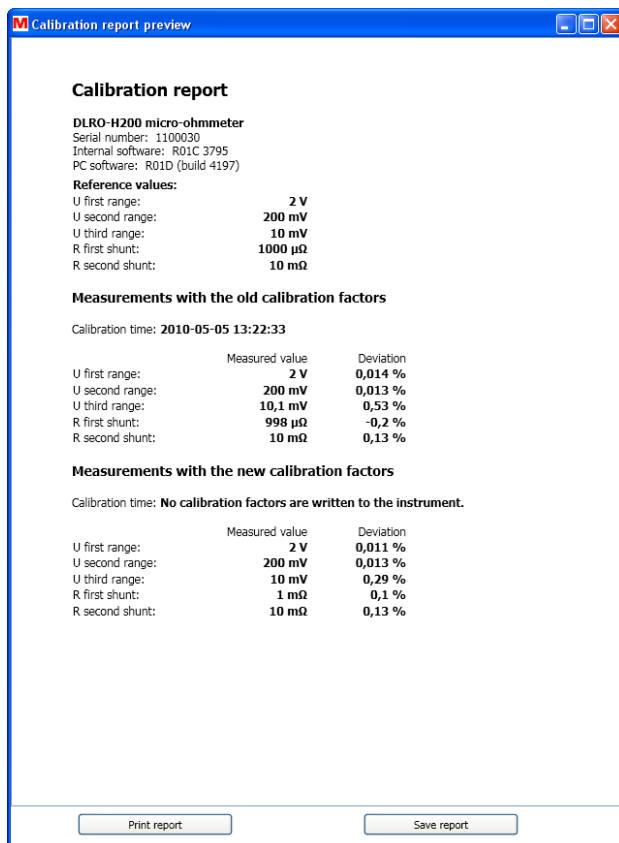 M Calibration report preview
Calibration report
DLRO-H200 micro-ohmmeter
Serial number: 1100030
Internal software: R01C 3795
PC software: R01D (build 4197)
Reference values:
U first range: 2 V
U second range: 200 mV
U third range: 10 mV
R first shunt: 1000 µΩ
R second shunt: 10 mΩ
Measurements with the old calibration factors
Calibration time: 2010-05-05 13:22:33
Measured value Deviation
U first range: 2 V 0,014 %
U second range: 200 mV 0,013 %
U third range: 10,1 mV 0,53 %
R first shunt: 998 µΩ -0,2 %
R second shunt: 10 mΩ 0,13 %
Measurements with the new calibration factors
Calibration time: No calibration factors are written to the instrument.
Measured value Deviation
U first range: 2 V 0,011 %
U second range: 200 mV 0,013 %
U third range: 10 mV 0,29 %
R first shunt: 1 mΩ 0,1 %
R second shunt: 10 mΩ 0,13 %
Print report Save report